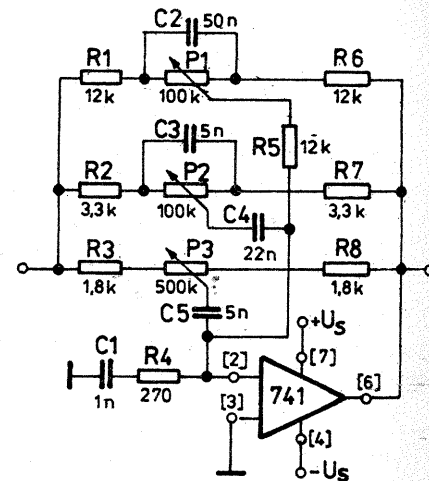 C2 50n
R1 P1 R6
12k 100k 12k
C3 5n R5 12k
R2 P2 R7
3,3k 100k C4 3,3k
22n
R3 P3 R8
1,8k 500k 1,8k
C5 5n
+Us
C1 R4 [2] [7]
741 [6]
1n 270 [3]
[4]
-Us